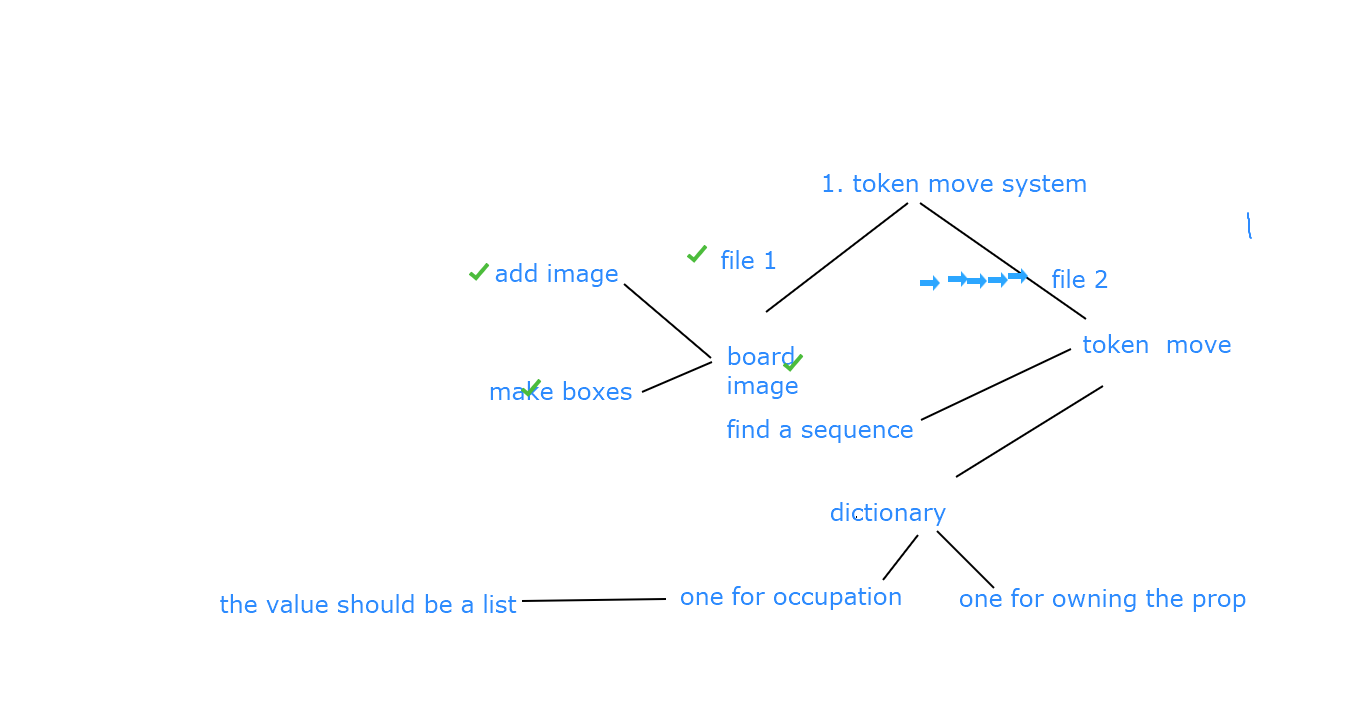 1. token move system
file 1
add image
file 2
token  move
board
image
make boxes
find a sequence
dictionary
one for occupation
one for owning the prop
the value should be a list